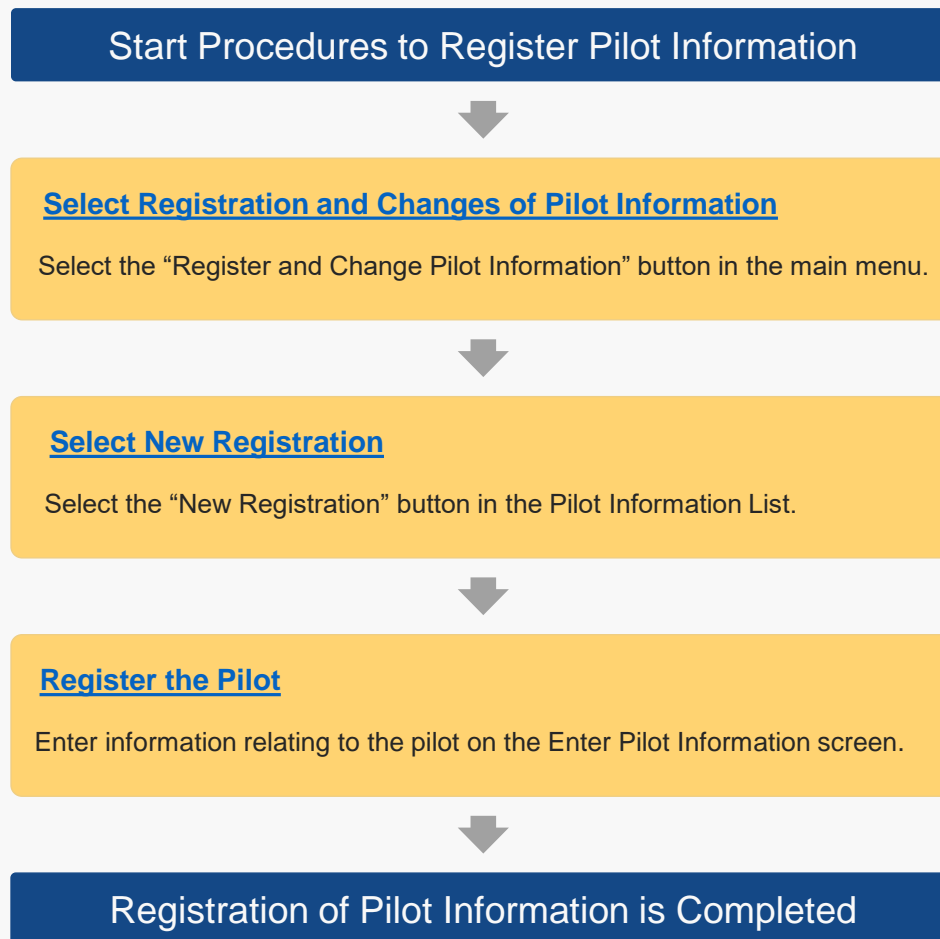 Start Procedures to Register Pilot Information
Select Registration and Changes of Pilot Information
Select the “Register and Change Pilot Information” button in the main menu.
Select New Registration
Select the “New Registration” button in the Pilot Information List.
Register the Pilot
Enter information relating to the pilot on the Enter Pilot Information screen.
Registration of Pilot Information is Completed